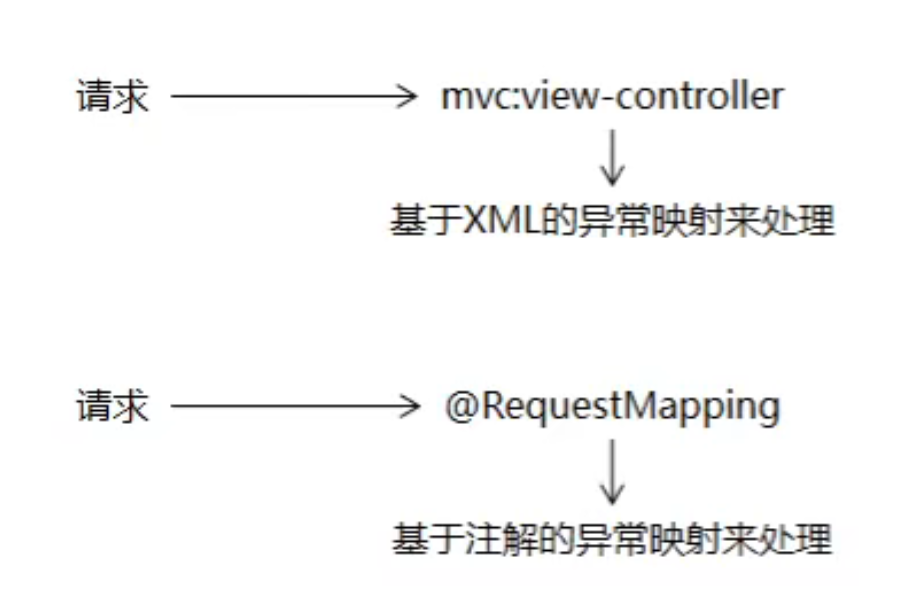 请求 mvc:view-controller
基于XML的异常映射来处理
请求 @RequestMapping
基于注解的异常映射来处理